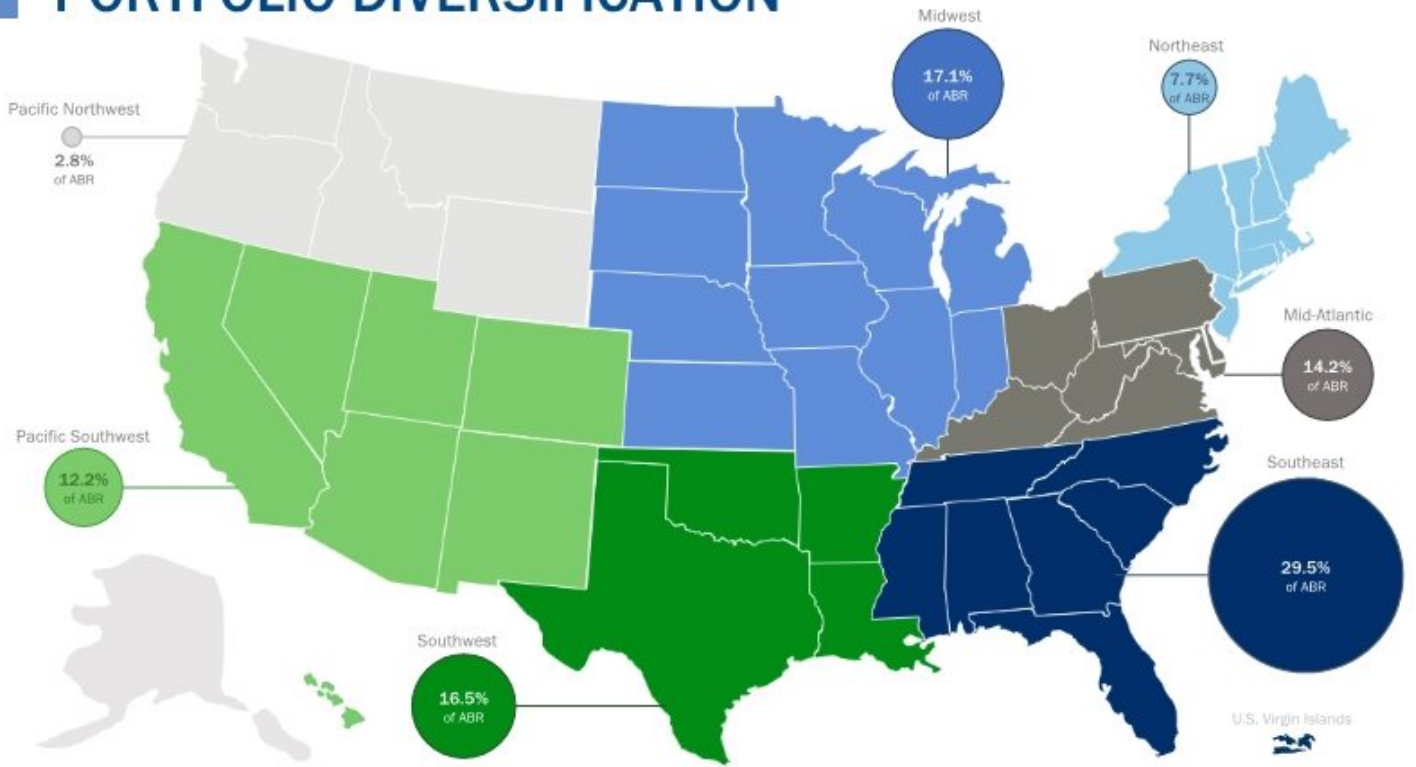 PORTFOLIO DIVERSIFICATION
Midwest
17.1%
of ABR
Northeast
7.7%
of ABR
Pacific Northwest
2.8%
of ABR
Mid-Atlantic
14.2%
of ABR
Pacific Southwest
12.2%
of ABR
Southeast
29.5%
of ABR
Southwest
16.5%
of ABR
U.S. Virgin Islands